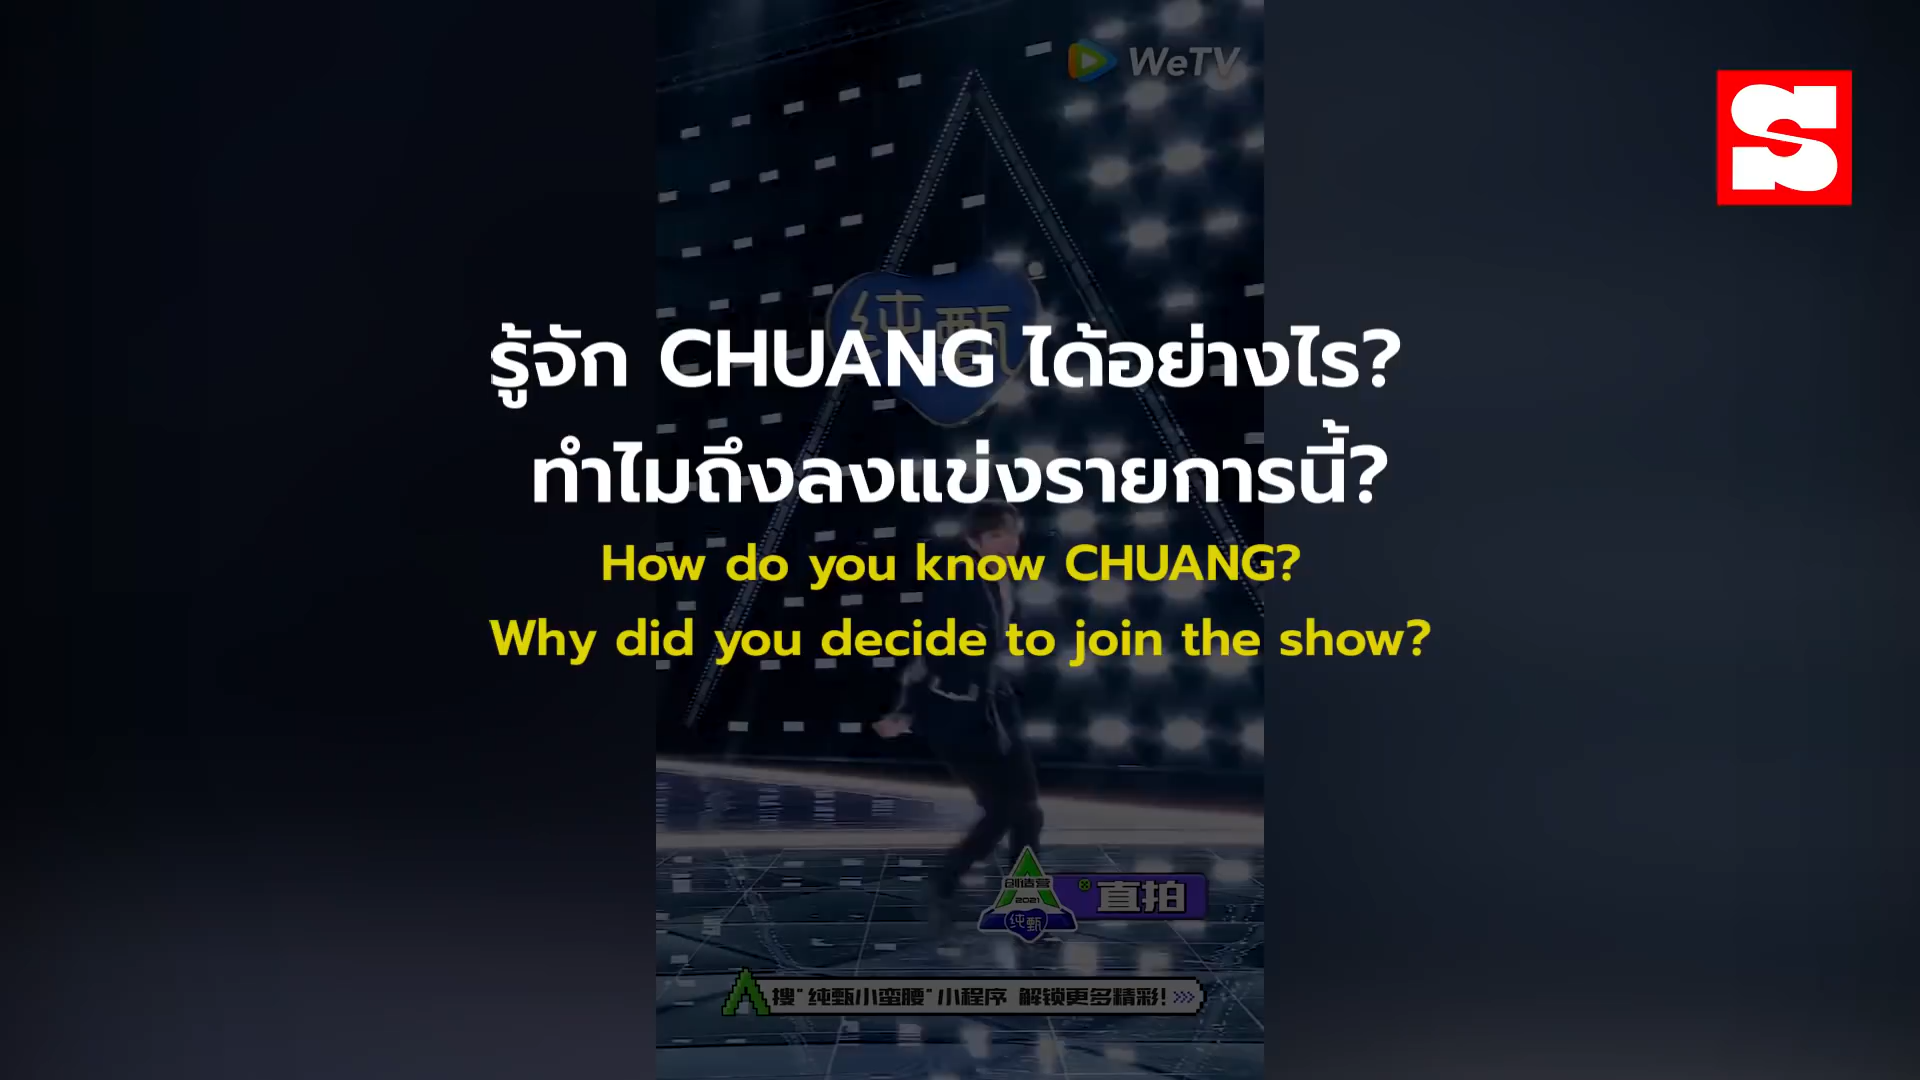 WeTV
S
纯甄
รู้จัก CHUANG ได้อย่างไร?
ทำไมถึงลงแข่งรายการนี้?
How do you know CHUANG?
Why did you decide to join the show?
创造营
2021
纯甄
直拍
搜"纯甄小蛮腰"小程序 解锁更多精彩!